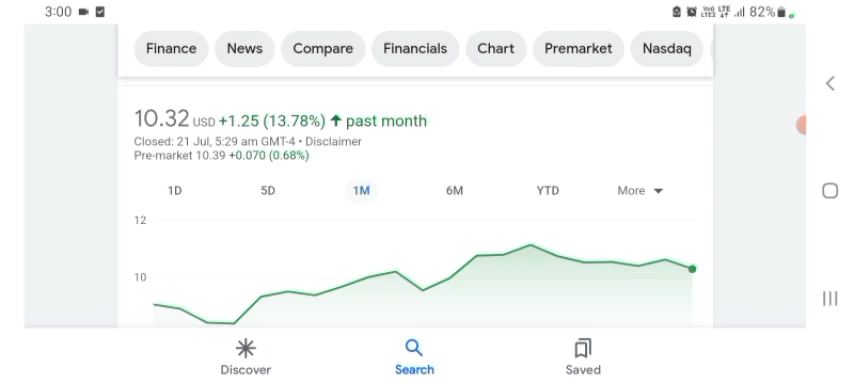 3:00 82%
Finance News Compare Financials Chart Premarket Nasdaq
10.32 USD +1.25 (13.78%) ↑ past month
Closed: 21 Jul, 5:29 am GMT-4 • Disclaimer
Pre-market 10.39 +0.070 (0.68%)
1D 5D 1M 6M YTD More
12
10
Discover Search Saved